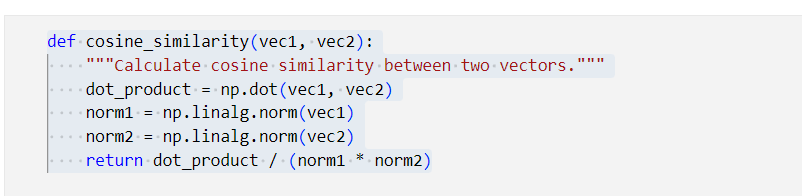 def cosine_similarity(vec1, vec2):
    """Calculate cosine similarity between two vectors."""
    dot_product = np.dot(vec1, vec2)
    norm1 = np.linalg.norm(vec1)
    norm2 = np.linalg.norm(vec2)
    return dot_product / (norm1 * norm2)